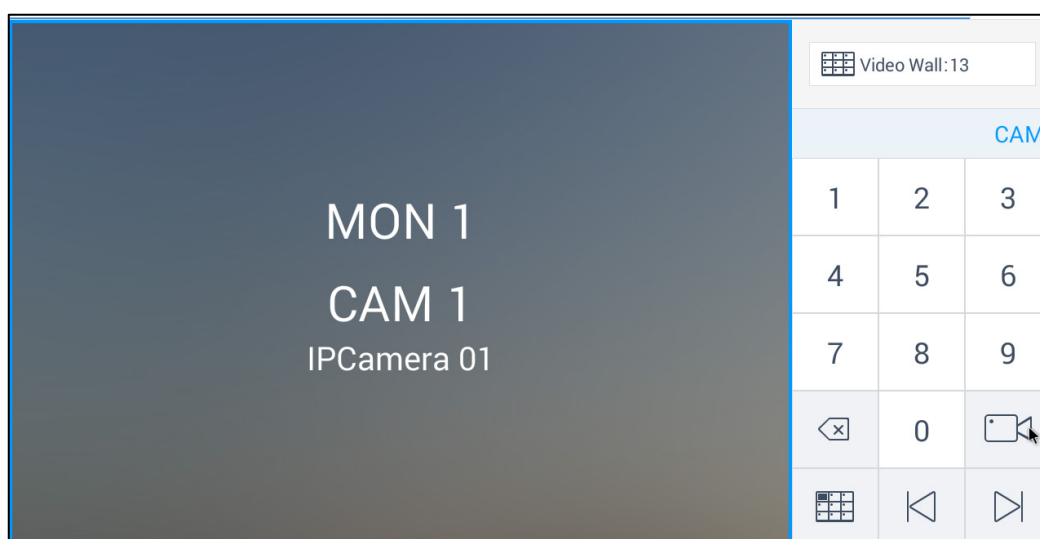 Video Wall:13
CAM
MON 1
CAM 1
IPCamera 01
1 2 3
4 5 6
7 8 9
0